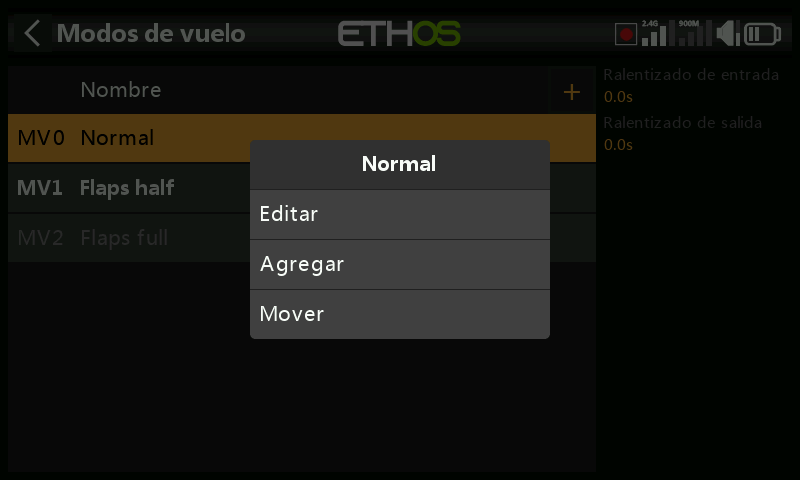 Modos de vuelo
ETHOS
2.4G
900M
Nombre
+
Ralentizado de entrada
0.0s
MV0 Normal
Ralentizado de salida
0.0s
Normal
MV1 Flaps half
Editar
MV2 Flaps full
Agregar
Mover